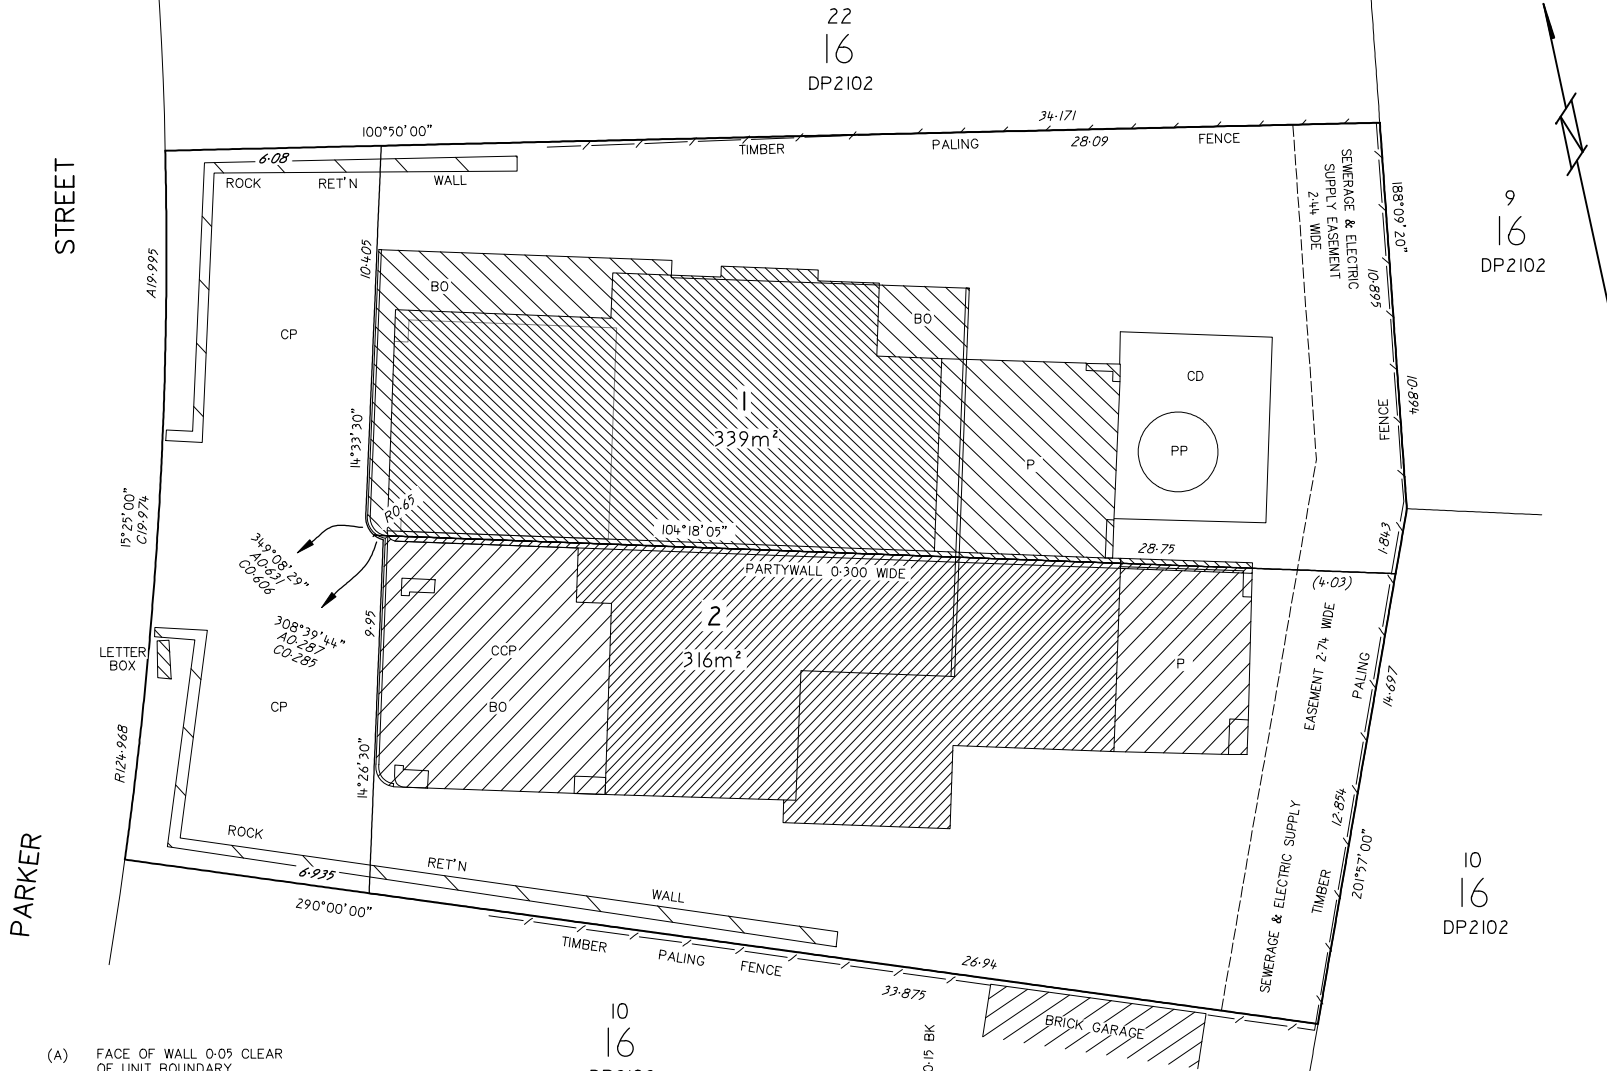 22
16
DP2102
34·171
100°50'00"
6·08
TIMBER
PALING
28·09
FENCE
ROCK
RET'N
WALL
STREET
SEWERAGE & ELECTRIC
SUPPLY EASEMENT
2·44 WIDE
188°09'20"
9
16
DP2102
A19·995
10·405
BO
10·895
CP
BO
CD
1
339m²
14°33'30"
10·894
FENCE
PP
P
R0·65
15°25'00"
C19·974
104°18'05"
28·75
1·843
349°08'29"
A0·631
C0·606
PARTYWALL 0·300 WIDE
(4·03)
308°39'44"
A0·287
C0·285
9·95
2
316m²
CCP
P
LETTER
BOX
EASEMENT 2·74 WIDE
PALING
14·697
CP
BO
R124·968
14°26'30"
12·854
201°57'00"
PARKER
ROCK
RET'N
WALL
6·935
290°00'00"
SEWERAGE & ELECTRIC SUPPLY
TIMBER
10
16
DP2102
TIMBER
PALING
FENCE
26·94
33·875
BRICK GARAGE
10
16
0·15 BK
(A) FACE OF WALL 0·05 CLEAR
OF UNIT BOUNDARY